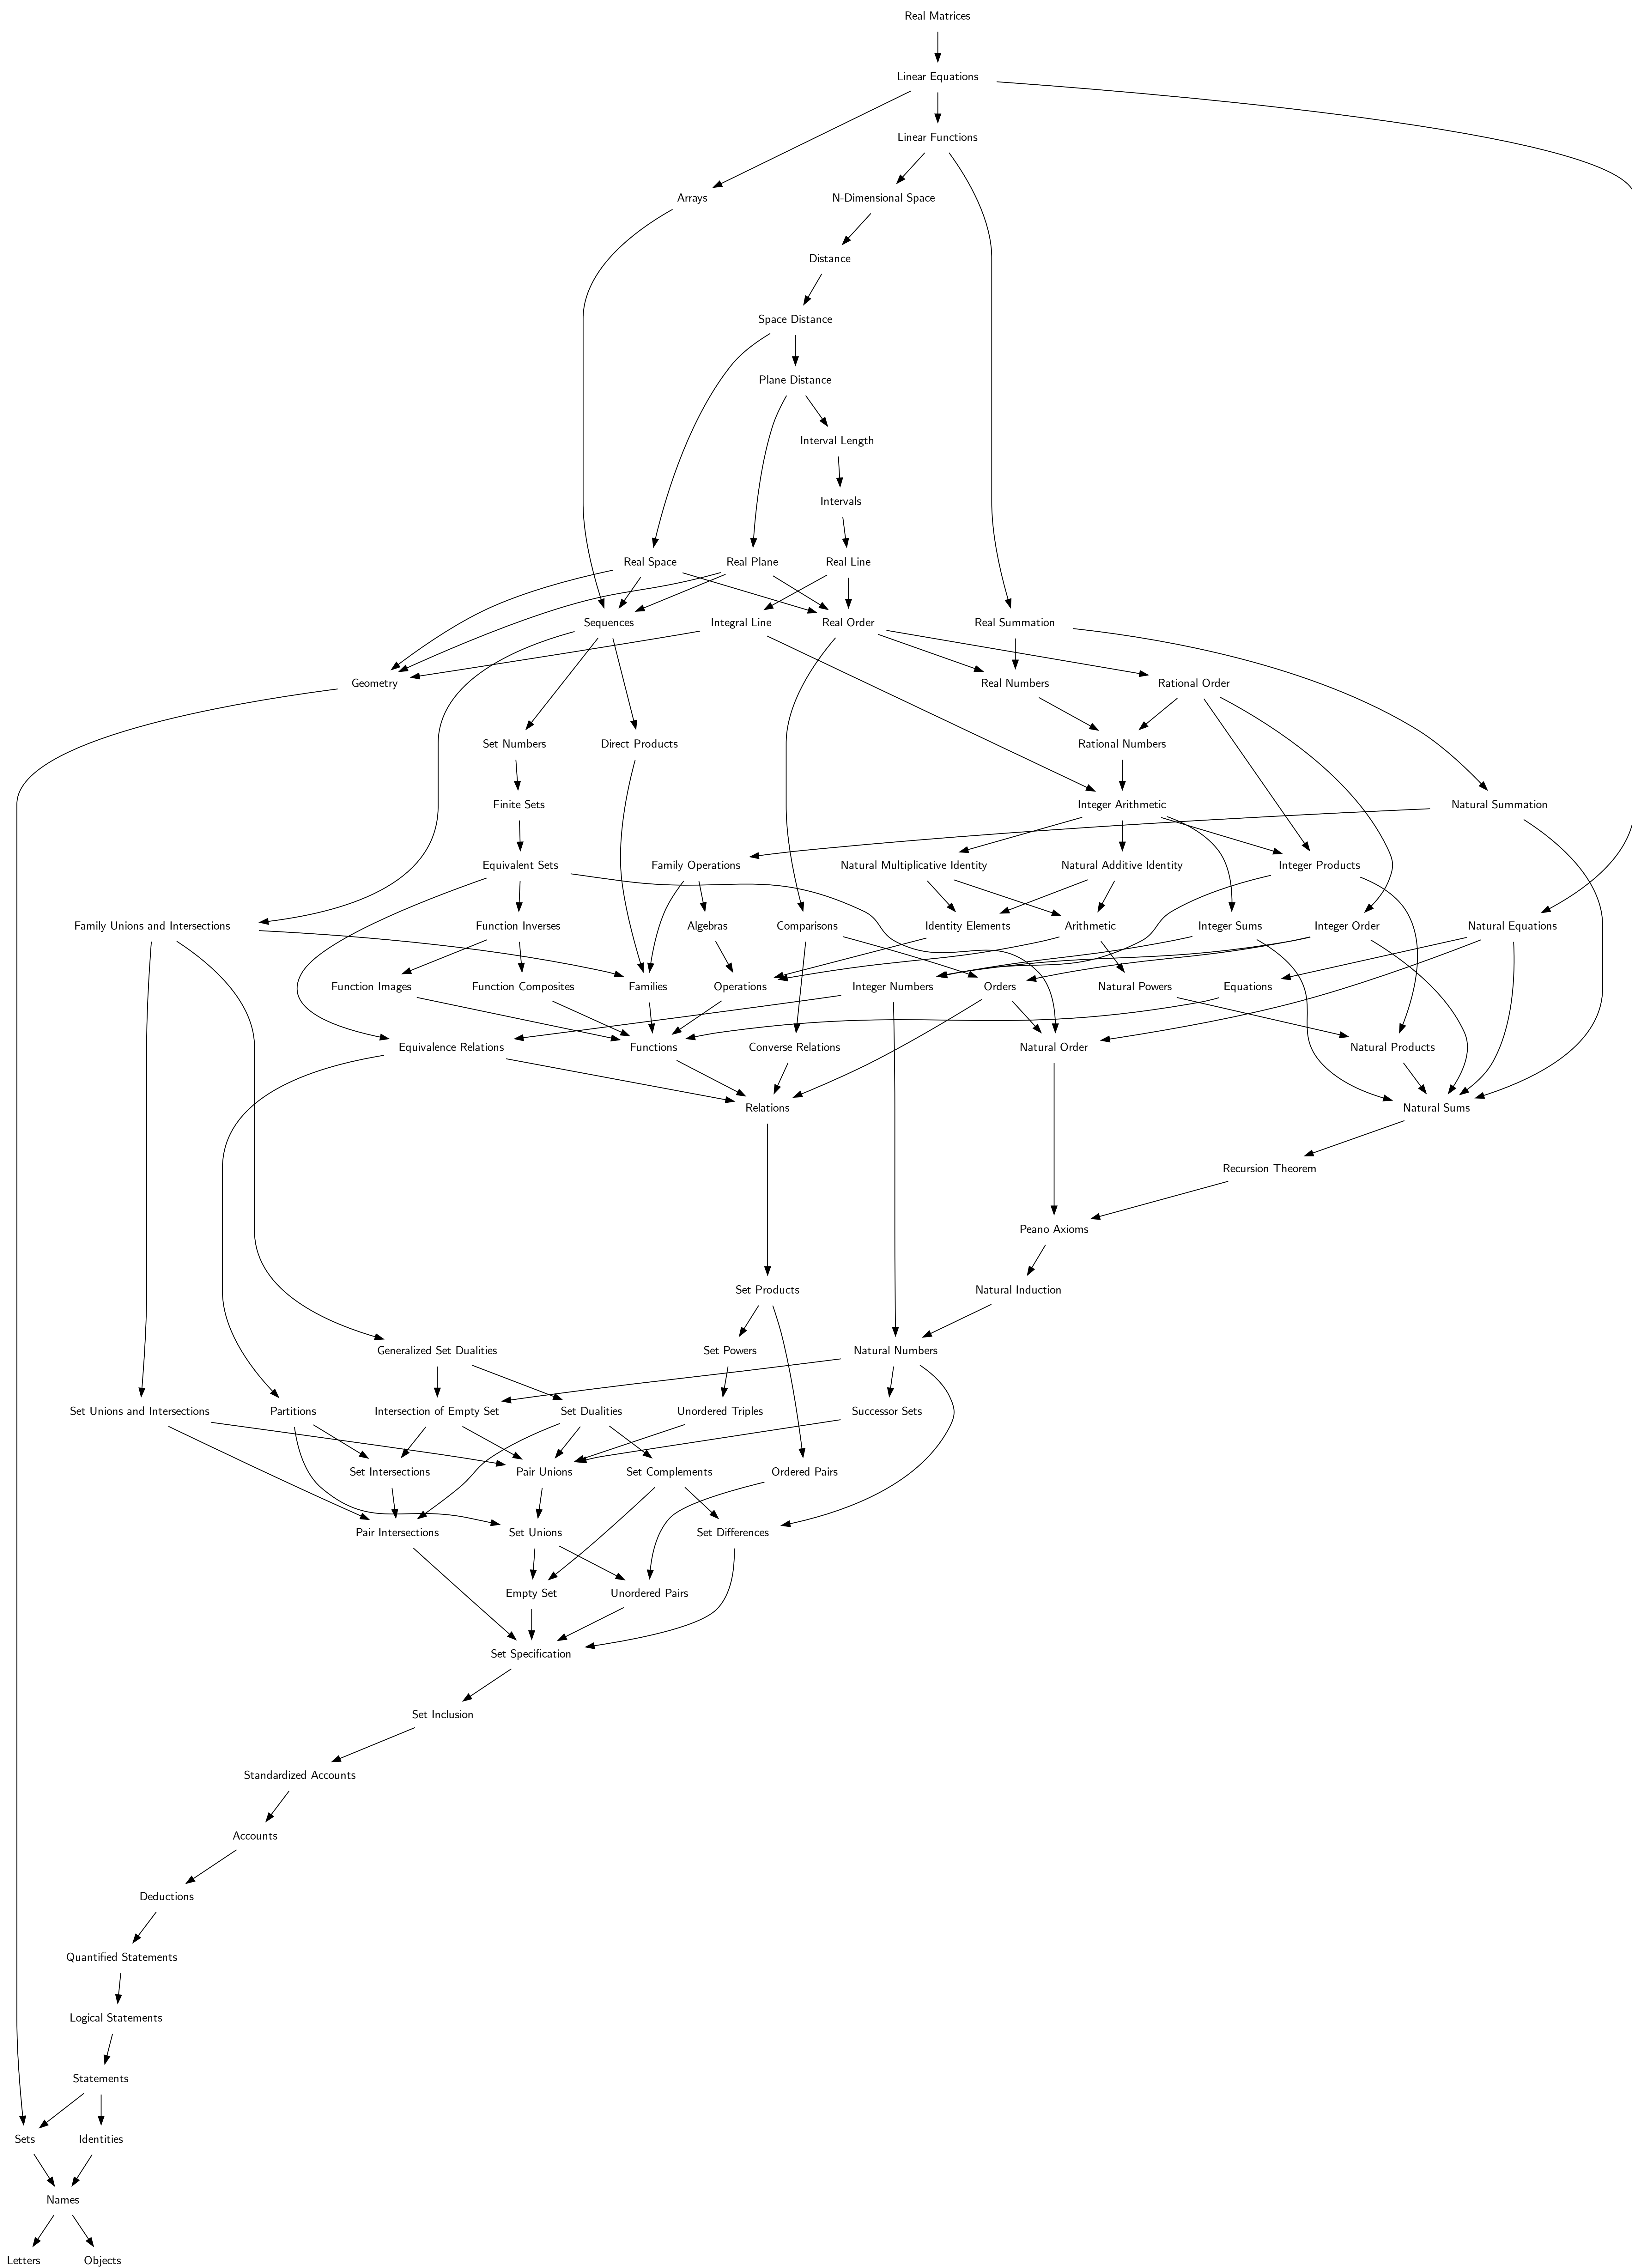 Real Matrices
Linear Equations
Linear Functions
Arrays
N-Dimensional Space
Distance
Space Distance
Plane Distance
Interval Length
Intervals
Real Space
Real Plane
Real Line
Sequences
Integral Line
Real Order
Real Summation
Geometry
Real Numbers
Rational Order
Set Numbers
Direct Products
Rational Numbers
Finite Sets
Integer Arithmetic
Natural Summation
Equivalent Sets
Family Operations
Natural Multiplicative Identity
Natural Additive Identity
Integer Products
Family Unions and Intersections
Function Inverses
Algebras
Comparisons
Identity Elements
Arithmetic
Integer Sums
Integer Order
Natural Equations
Function Images
Function Composites
Families
Operations
Integer Numbers
Orders
Natural Powers
Equations
Equivalence Relations
Functions
Converse Relations
Natural Order
Natural Products
Relations
Natural Sums
Recursion Theorem
Peano Axioms
Set Products
Natural Induction
Generalized Set Dualities
Set Powers
Natural Numbers
Set Unions and Intersections
Partitions
Intersection of Empty Set
Set Dualities
Unordered Triples
Successor Sets
Set Intersections
Pair Unions
Set Complements
Ordered Pairs
Pair Intersections
Set Unions
Set Differences
Empty Set
Unordered Pairs
Set Specification
Set Inclusion
Standardized Accounts
Accounts
Deductions
Quantified Statements
Logical Statements
Statements
Sets
Identities
Names
Letters
Objects